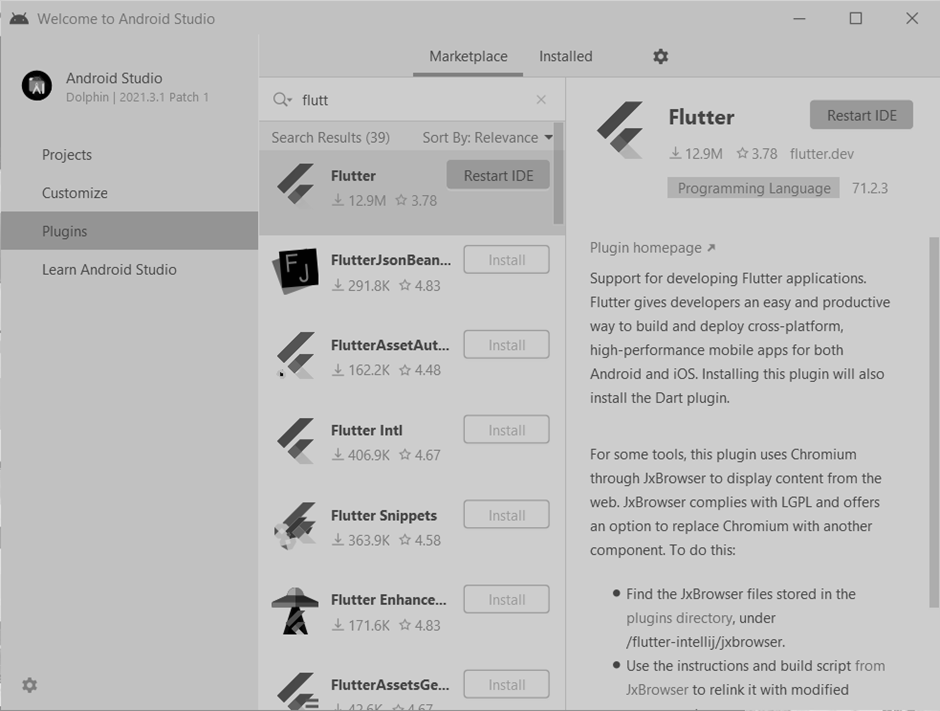 Welcome to Android Studio
Marketplace
Installed
Android Studio
Dolphin | 2021.3.1 Patch 1
Projects
Customize
Plugins
Learn Android Studio
flutt
Search Results (39)
Sort By: Relevance
Flutter
Restart IDE
12.9M 3.78
FlutterJsonBean...
Install
291.8K 4.83
FlutterAssetAut...
Install
162.2K 4.48
Flutter Intl
Install
406.9K 4.67
Flutter Snippets
Install
363.9K 4.58
Flutter Enhance...
Install
171.6K 4.83
FlutterAssetsGe...
Install
42.6K 4.67
Flutter
Restart IDE
12.9M 3.78 flutter.dev
Programming Language 71.2.3
Plugin homepage ↗
Support for developing Flutter applications.
Flutter gives developers an easy and productive
way to build and deploy cross-platform,
high-performance mobile apps for both
Android and iOS. Installing this plugin will also
install the Dart plugin.
For some tools, this plugin uses Chromium
through JxBrowser to display content from the
web. JxBrowser complies with LGPL and offers
an option to replace Chromium with another
component. To do this:
• Find the JxBrowser files stored in the
plugins directory, under
/flutter-intellij/jxbrowser.
• Use the instructions and build script from
JxBrowser to relink it with modified